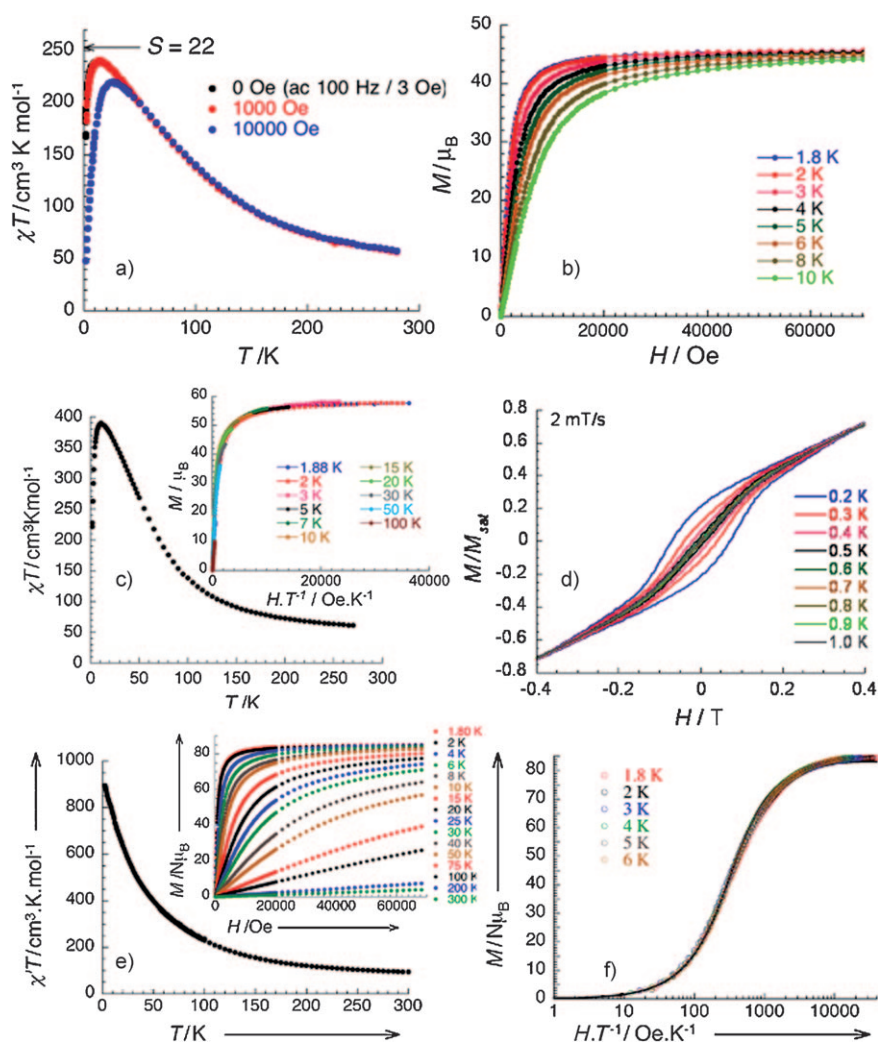 250
200
150
100
50
0
χT/cm³ K mol⁻¹
S = 22
0 Oe (ac 100 Hz / 3 Oe)
1000 Oe
10000 Oe
a)
0 100 200 300
T /K
50
40
30
20
10
0
M / μB
1.8 K
2 K
3 K
4 K
5 K
6 K
8 K
10 K
b)
0 20000 40000 60000
H / Oe
400
350
300
250
200
150
100
50
0
χT/cm³Kmol⁻¹
c)
0 50 100 150 200 250 300
T /K
60
50
40
30
20
10
0
M / μB
1.88 K
2 K
3 K
5 K
7 K
10 K
15 K
20 K
30 K
50 K
100 K
0 20000 40000
H.T⁻¹ / Oe.K⁻¹
0.8
0.6
0.4
0.2
0
-0.2
-0.4
-0.6
-0.8
M/Msat
2 mT/s
0.2 K
0.3 K
0.4 K
0.5 K
0.6 K
0.7 K
0.8 K
0.9 K
1.0 K
d)
-0.4 -0.2 0 0.2 0.4
H / T
1000
800
600
400
200
0
χ'T/cm³.K.mol⁻¹
e)
0 50 100 150 200 250 300
T/K
80
60
40
20
0
M /NμB
1.80 K
2 K
4 K
6 K
8 K
10 K
15 K
20 K
25 K
30 K
40 K
50 K
75 K
100 K
200 K
300 K
0 20000 40000 60000
H /Oe
90
80
70
60
50
40
30
20
10
0
M / NμB
1.8 K
2 K
3 K
4 K
5 K
6 K
f)
1 10 100 1000 10000
H.T⁻¹/ Oe.K⁻¹